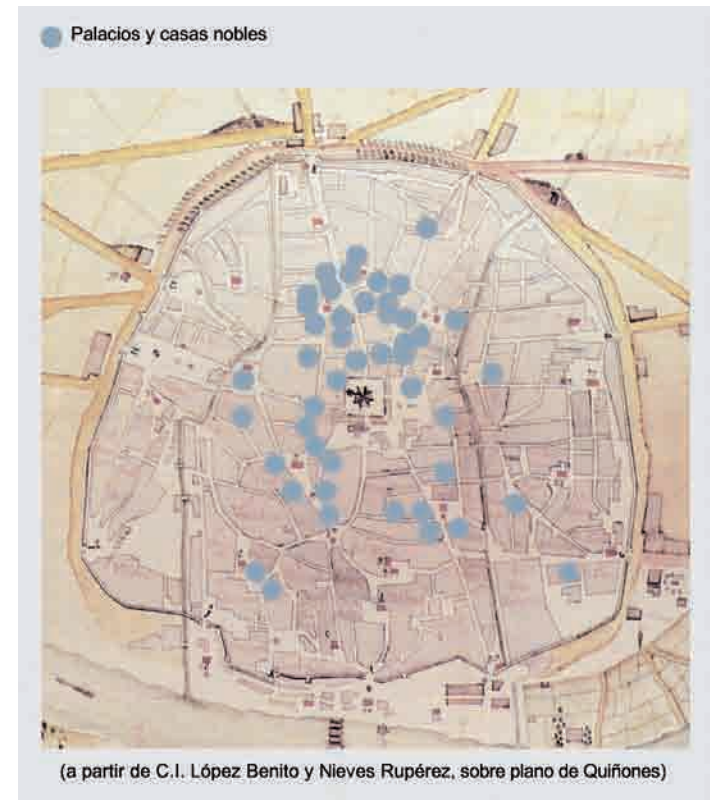 Palacios y casas nobles
(a partir de C.I. López Benito y Nieves Rupérez, sobre plano de Quiñones)